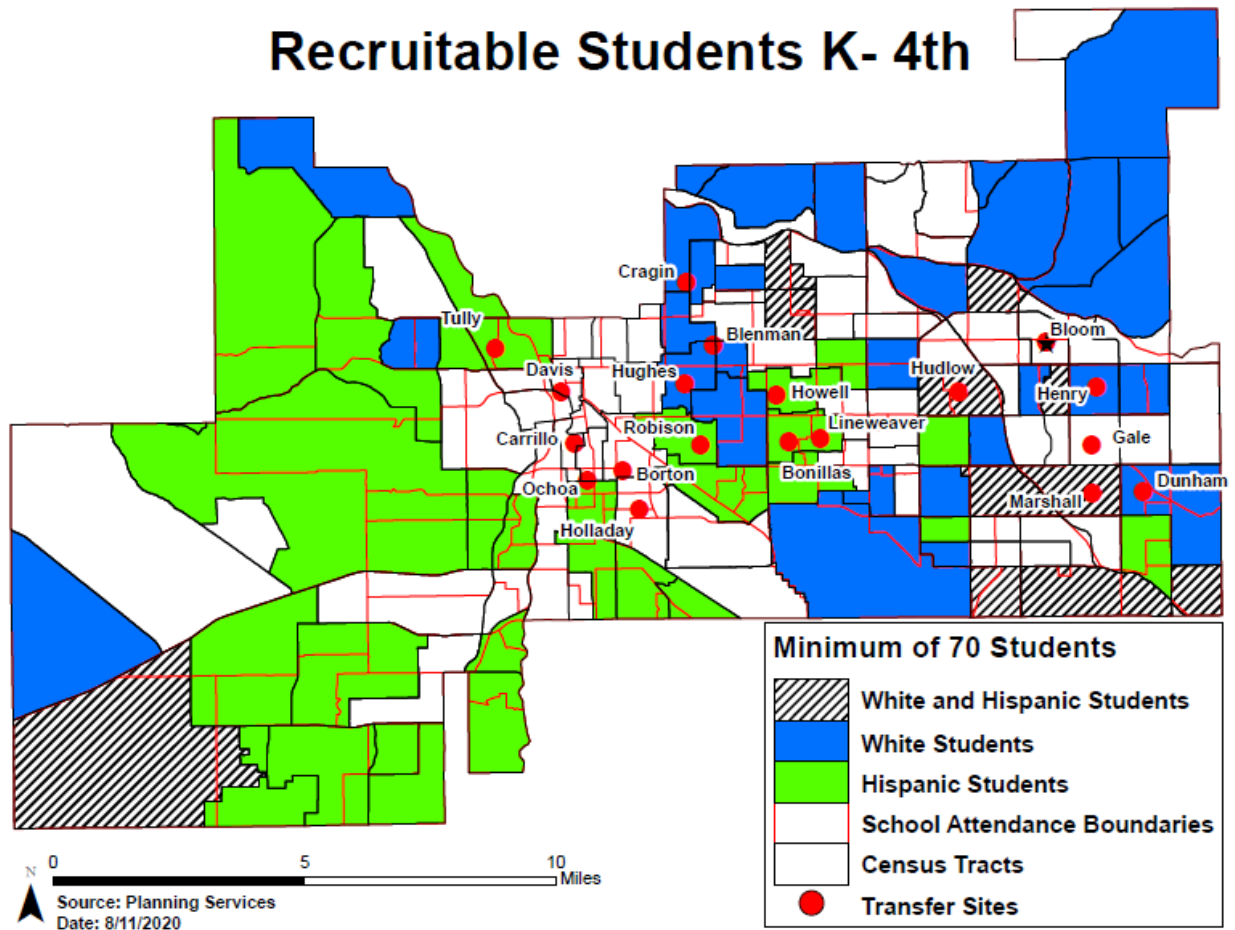 Recruitable Students K- 4th
Cragin
Tully
Blenman
Bloom
Davis
Hughes
Hudlow
Henry
Howell
Carrillo
Robison
Lineweaver
Gale
Ochoa
Borton
Bonillas
Marshall
Dunham
Holladay
Minimum of 70 Students
White and Hispanic Students
White Students
Hispanic Students
School Attendance Boundaries
Census Tracts
Transfer Sites
0 5 10
Miles
N
Source: Planning Services
Date: 8/11/2020